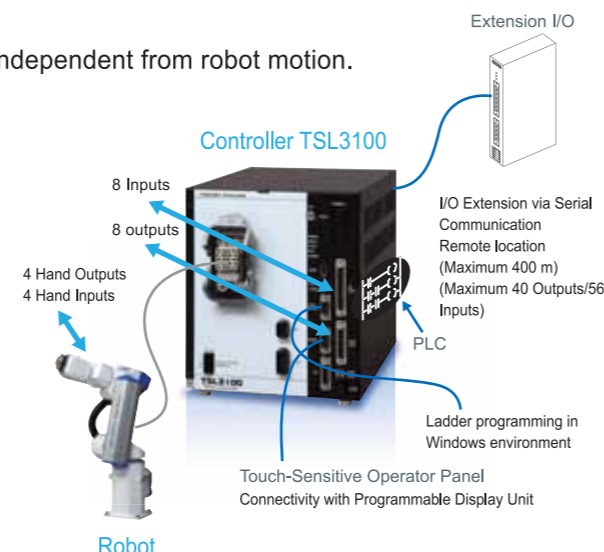 Extension I/O
ndependent from robot motion.
Controller TSL3100
8 Inputs
8 outputs
4 Hand Outputs
4 Hand Inputs
I/O Extension via Serial
Communication
Remote location
(Maximum 400 m)
(Maximum 40 Outputs/56
Inputs)
PLC
TSL3100
Ladder programming in
Windows environment
Touch-Sensitive Operator Panel
Connectivity with Programmable Display Unit
Robot